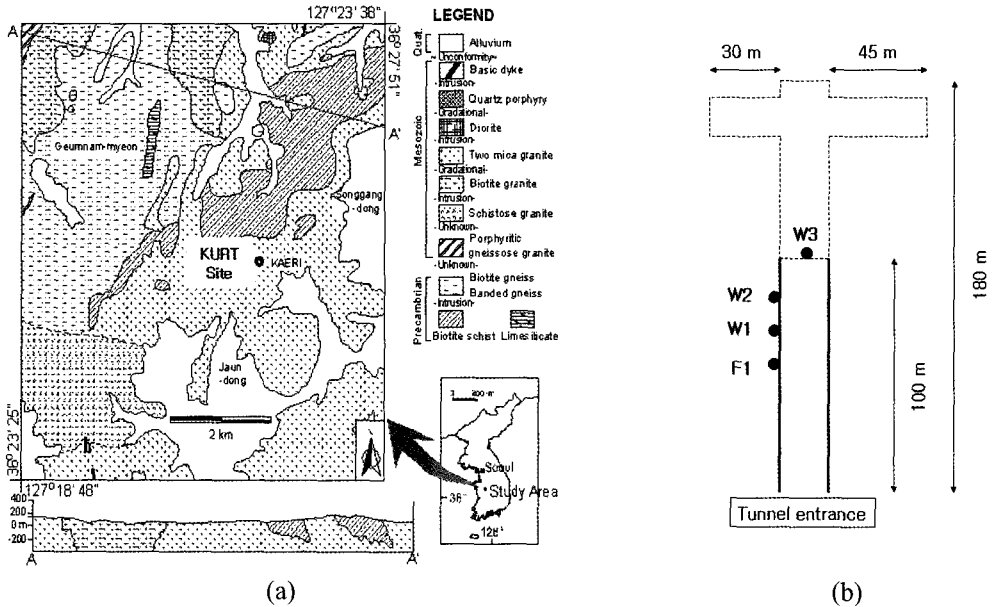 127°23'38"
36°27'51"
A
A'
Geumnam-myeon
Songgang
-dong
KURT
Site
KAERI
Jaun
-dong
2 km
36°23'25"
127°18'48"
400
200
0 m
-200
A
A'
LEGEND
Quat.
Alluvium
-Unconformity-
Mesozoic
Basic dyke
-Intrusion-
Quartz porphyry
-Gradational-
Diorite
-Intrusion-
Two mica granite
-Gradational-
Biotite granite
-Intrusion-
Schistose granite
-Unknown-
Porphyritic
gneissose granite
-Unknown-
Precambrian
Biotite gneiss
Banded gneiss
-Intrusion-
Biotite schist
Limesilicate
Seoul
Study Area
36°
128°
(a)
30 m
45 m
W3
W2
W1
F1
100 m
180 m
Tunnel entrance
(b)